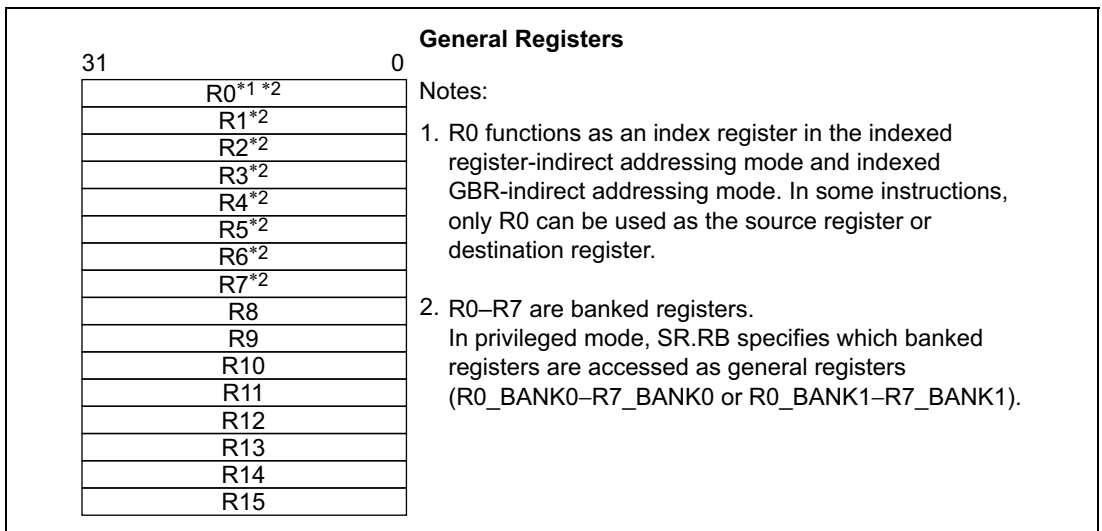 General Registers
31 0
R0*1 *2
R1*2
R2*2
R3*2
R4*2
R5*2
R6*2
R7*2
R8
R9
R10
R11
R12
R13
R14
R15
Notes:
1. R0 functions as an index register in the indexed
register-indirect addressing mode and indexed
GBR-indirect addressing mode. In some instructions,
only R0 can be used as the source register or
destination register.
2. R0–R7 are banked registers.
In privileged mode, SR.RB specifies which banked
registers are accessed as general registers
(R0_BANK0–R7_BANK0 or R0_BANK1–R7_BANK1).